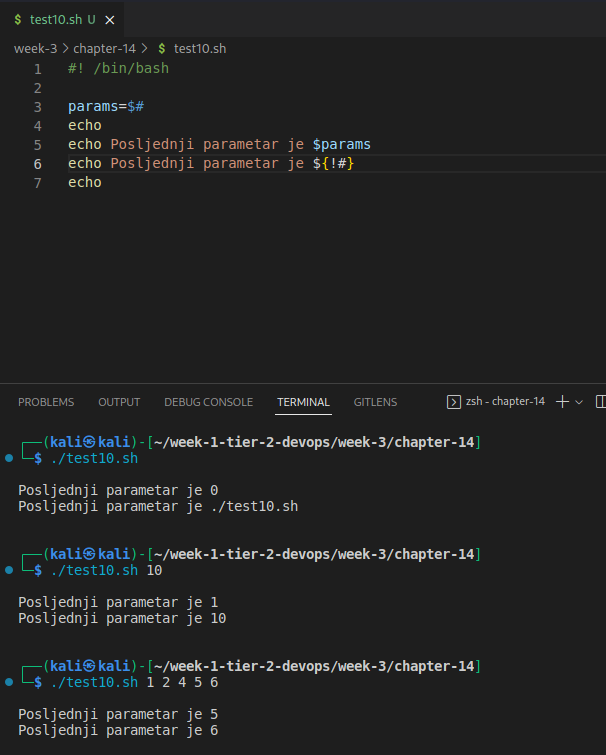 $ test10.sh U ×
week-3 > chapter-14 > $ test10.sh
1 #! /bin/bash
2
3 params=$#
4 echo
5 echo Posljednji parametar je $params
6 echo Posljednji parametar je ${!#}
7 echo
PROBLEMS OUTPUT DEBUG CONSOLE TERMINAL GITLENS zsh - chapter-14
┌──(kali㉿kali)-[~/week-1-tier-2-devops/week-3/chapter-14]
└─$ ./test10.sh
Posljednji parametar je 0
Posljednji parametar je ./test10.sh
┌──(kali㉿kali)-[~/week-1-tier-2-devops/week-3/chapter-14]
└─$ ./test10.sh 10
Posljednji parametar je 1
Posljednji parametar je 10
┌──(kali㉿kali)-[~/week-1-tier-2-devops/week-3/chapter-14]
└─$ ./test10.sh 1 2 4 5 6
Posljednji parametar je 5
Posljednji parametar je 6